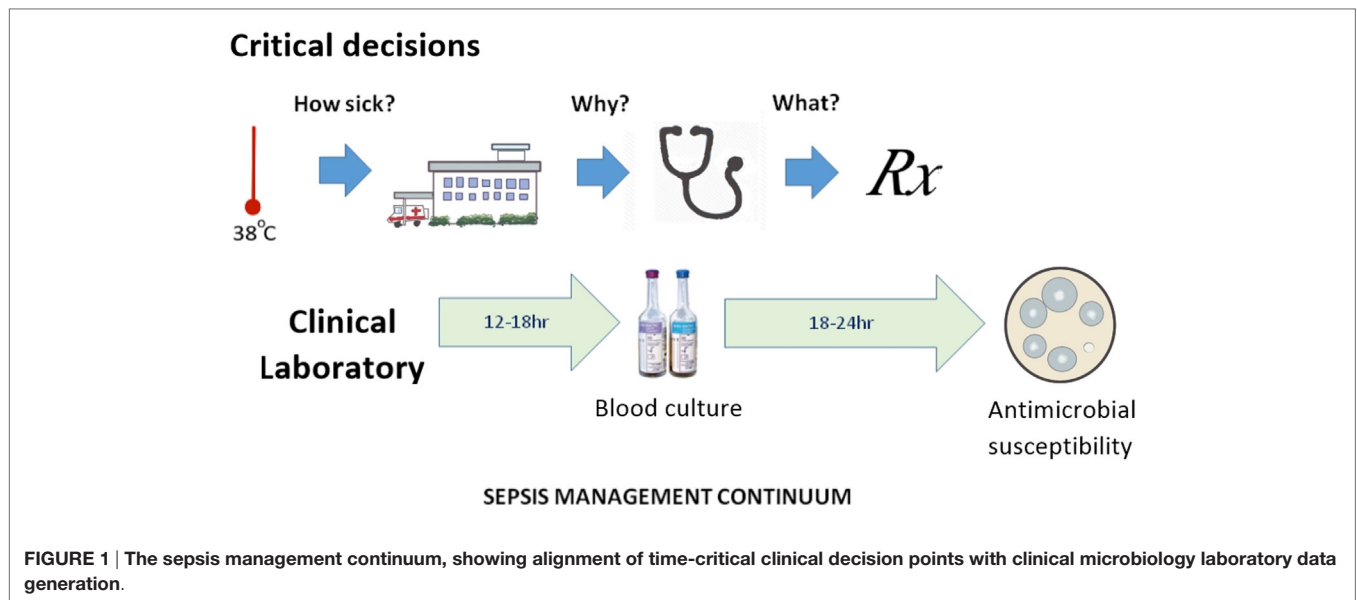 Critical decisions
How sick?
Why?
What?
38°C
Rx
Clinical
Laboratory
12-18hr
18-24hr
Blood culture
Antimicrobial
susceptibility
SEPSIS MANAGEMENT CONTINUUM
FIGURE 1 | The sepsis management continuum, showing alignment of time-critical clinical decision points with clinical microbiology laboratory data
generation.